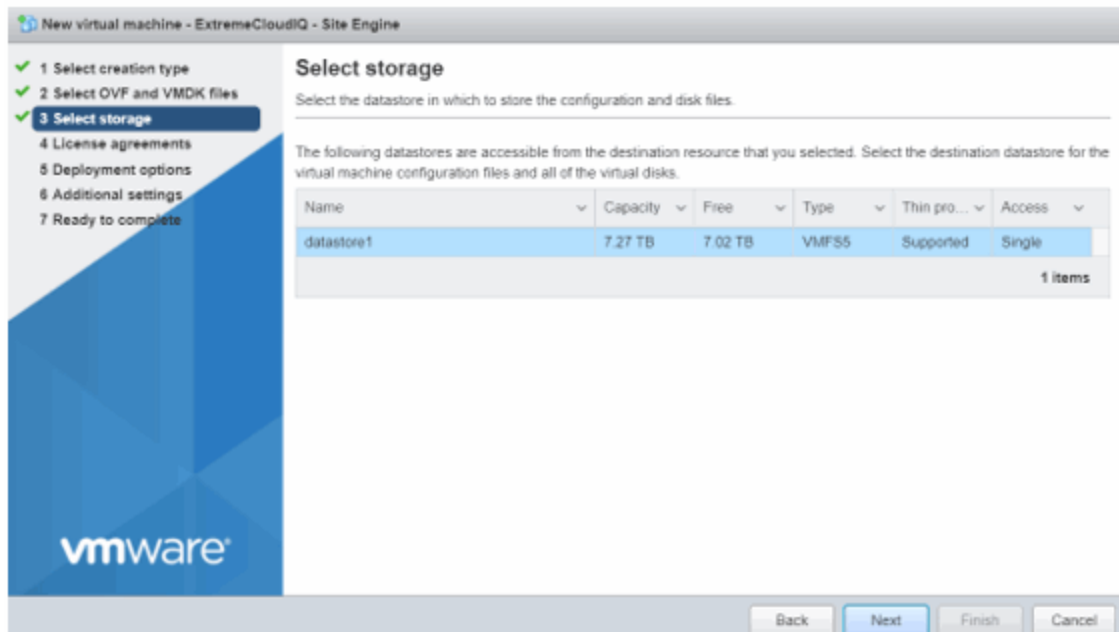 New virtual machine - ExtremeCloudIQ - Site Engine
1 Select creation type
2 Select OVF and VMDK files
3 Select storage
4 License agreements
5 Deployment options
6 Additional settings
7 Ready to complete
vmware®
Select storage
Select the datastore in which to store the configuration and disk files.
The following datastores are accessible from the destination resource that you selected. Select the destination datastore for the
virtual machine configuration files and all of the virtual disks.
Name Capacity Free Type Thin pro... Access
datastore1 7.27 TB 7.02 TB VMFS5 Supported Single
1 items
Back Next Finish Cancel